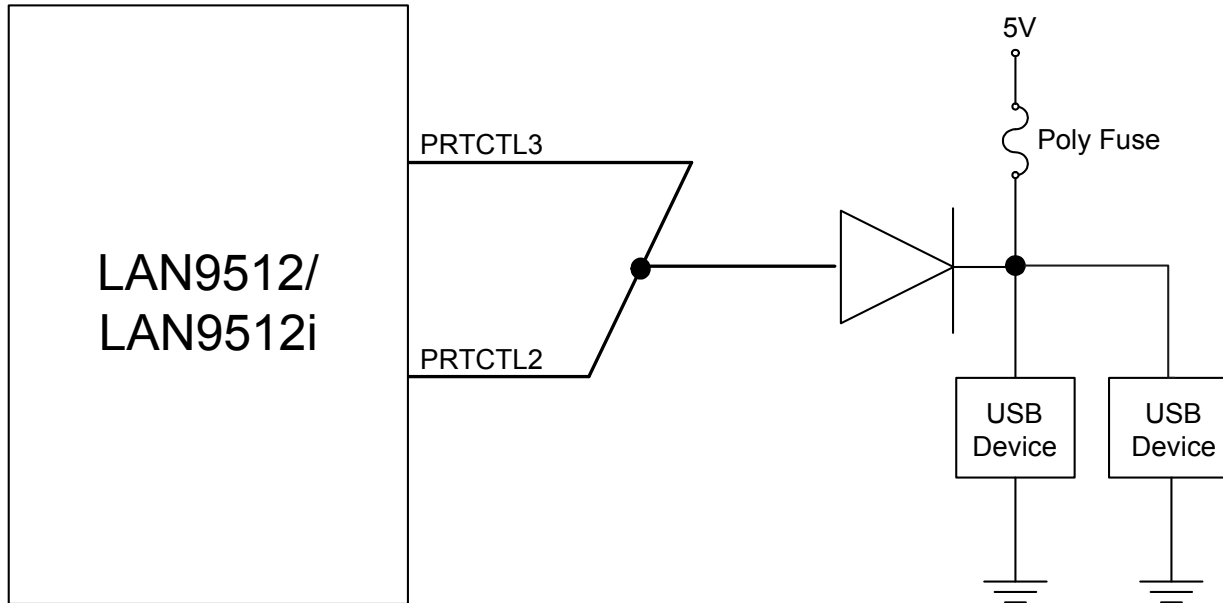 5V
PRTCTL3
Poly Fuse
LAN9512/
LAN9512i
PRTCTL2
USB
Device
USB
Device